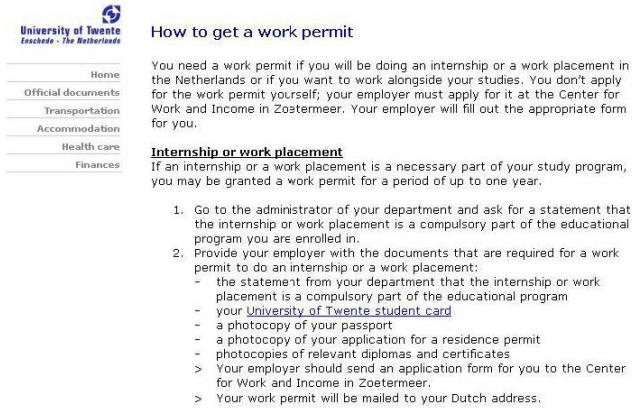 University of Twente
Enschede - The Netherlands
Home
Official documents
Transportation
Accommodation
Health care
Finances
How to get a work permit
You need a work permit if you will be doing an internship or a work placement in
the Netherlands or if you want to work alongside your studies. You don't apply
for the work permit yourself; your employer must apply for it at the Center for
Work and Income in Zoetermeer. Your employer will fill out the appropriate form
for you.
Internship or work placement
If an internship or a work placement is a necessary part of your study program,
you may be granted a work permit for a period of up to one year.
1. Go to the administrator of your department and ask for a statement that
the internship or work placement is a compulsory part of the educational
program you are enrolled in.
2. Provide your employer with the documents that are required for a work
permit to do an internship or a work placement:
- the statement from your department that the internship or work
placement is a compulsory part of the educational program
- your University of Twente student card
- a photocopy of your passport
- a photocopy of your application for a residence permit
- photocopies of relevant diplomas and certificates
> Your employer should send an application form for you to the Center
for Work and Income in Zoetermeer.
> Your work permit will be mailed to your Dutch address.